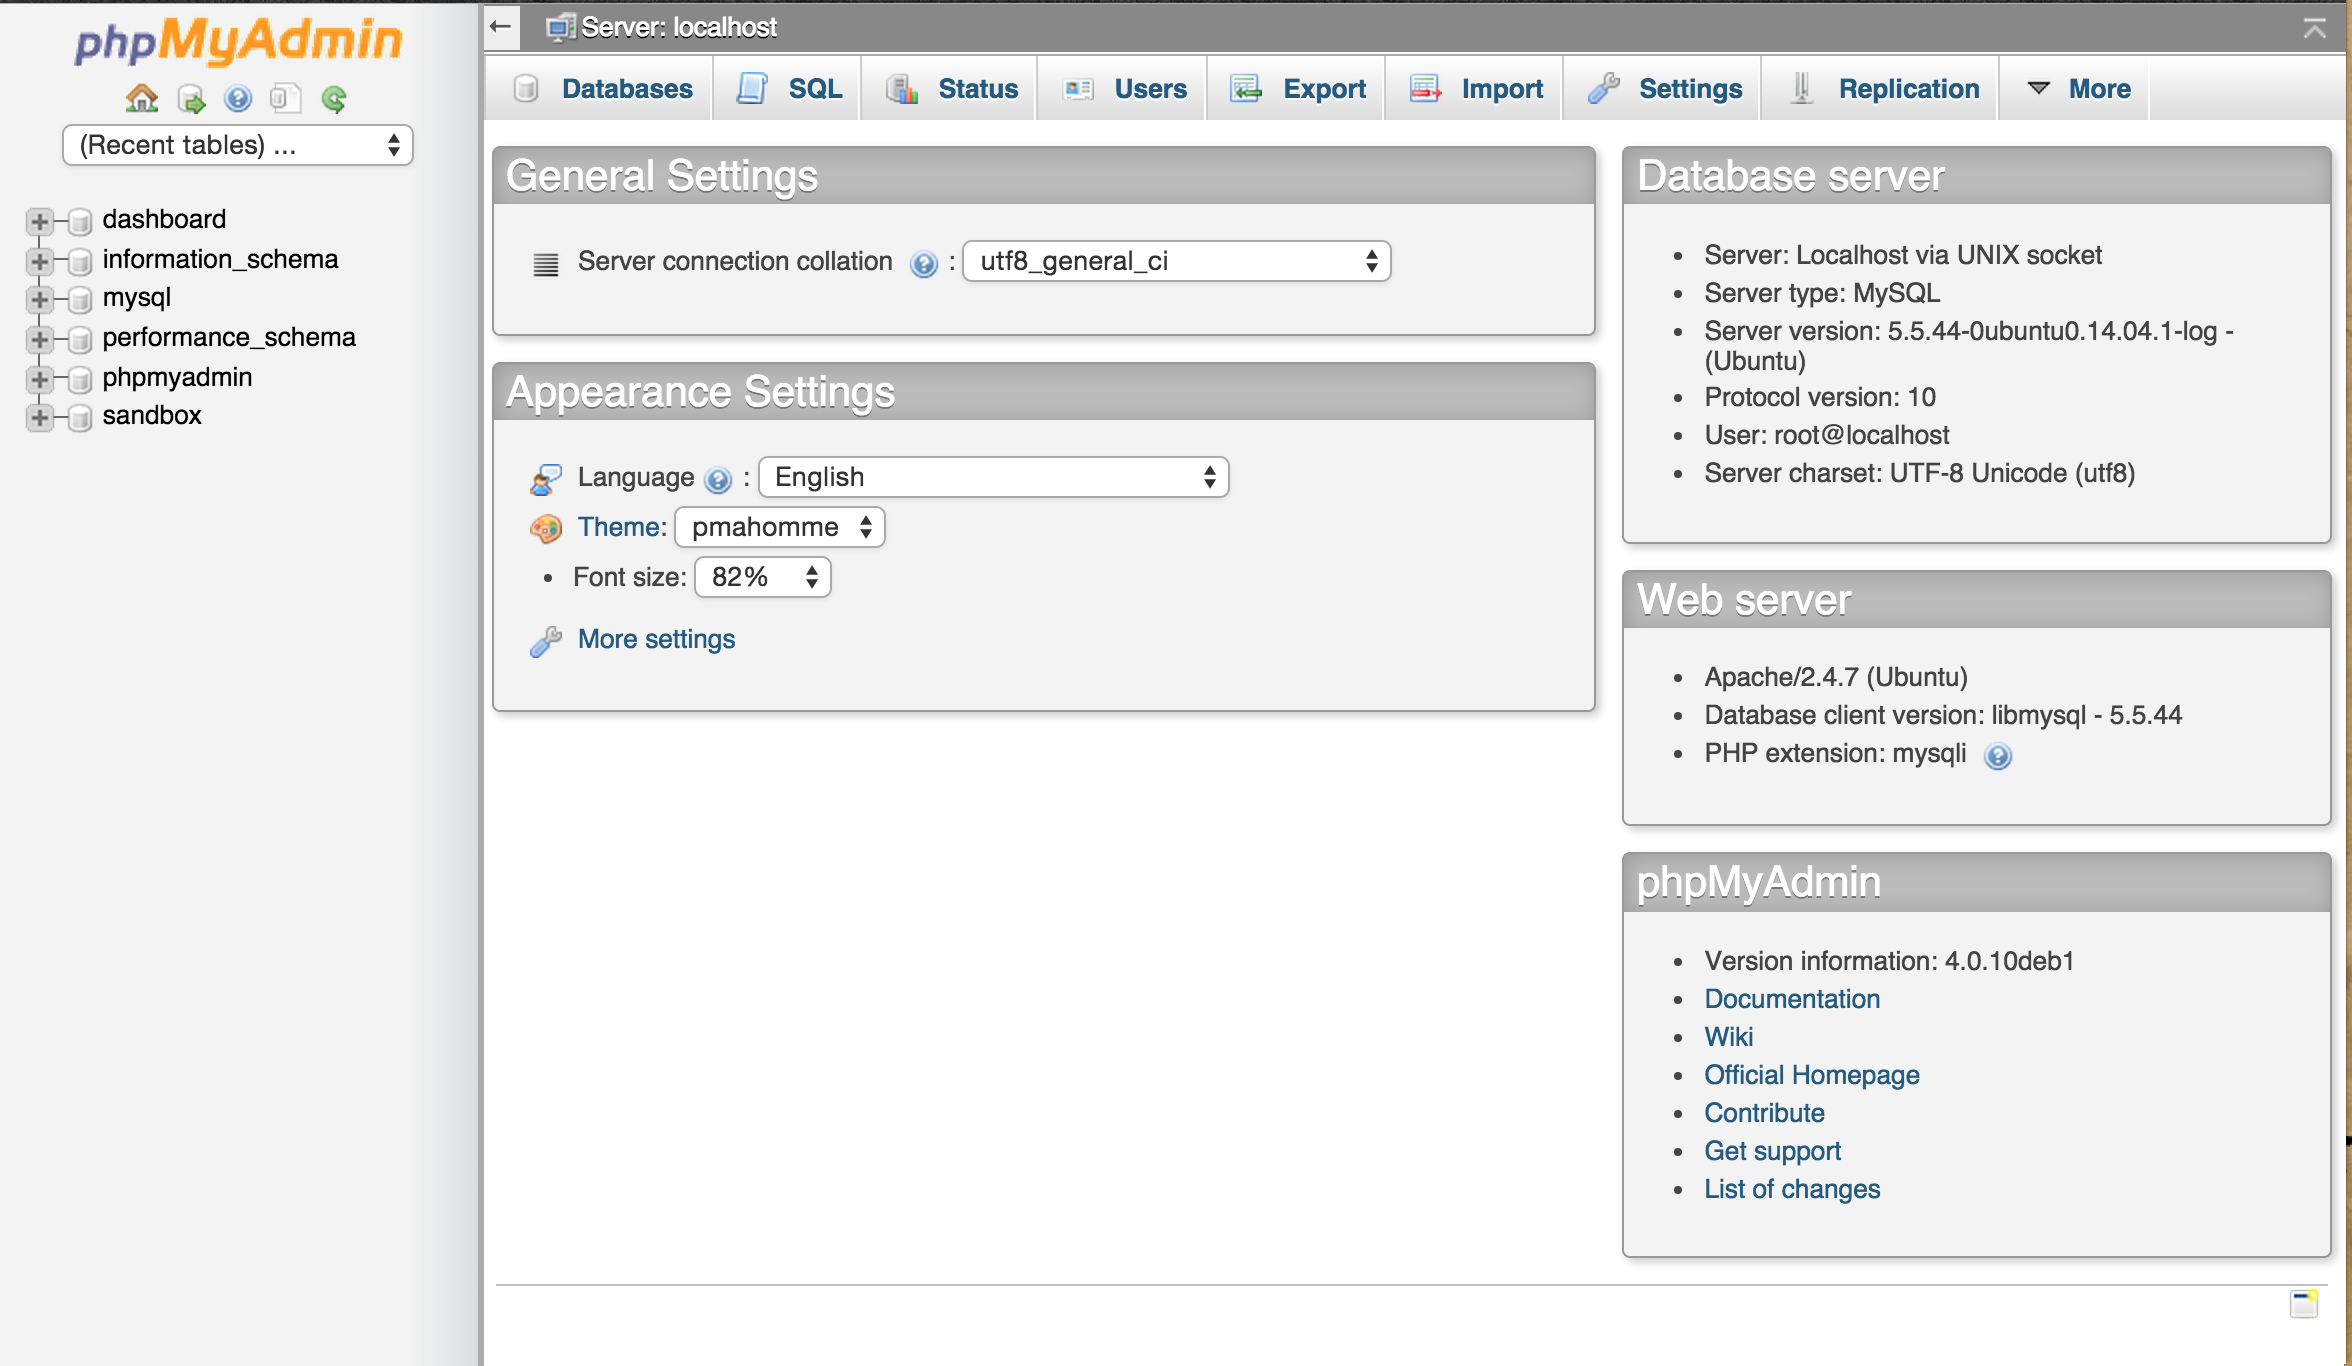 phpMyAdmin
(Recent tables) ...
dashboard
information_schema
mysql
performance_schema
phpmyadmin
sandbox
Server: localhost
Databases
SQL
Status
Users
Export
Import
Settings
Replication
More
General Settings
Server connection collation : utf8_general_ci
Appearance Settings
Language : English
Theme: pmahomme
• Font size: 82%
More settings
Database server
• Server: Localhost via UNIX socket
• Server type: MySQL
• Server version: 5.5.44-0ubuntu0.14.04.1-log -
(Ubuntu)
• Protocol version: 10
• User: root@localhost
• Server charset: UTF-8 Unicode (utf8)
Web server
• Apache/2.4.7 (Ubuntu)
• Database client version: libmysql - 5.5.44
• PHP extension: mysqli
phpMyAdmin
• Version information: 4.0.10deb1
• Documentation
• Wiki
• Official Homepage
• Contribute
• Get support
• List of changes